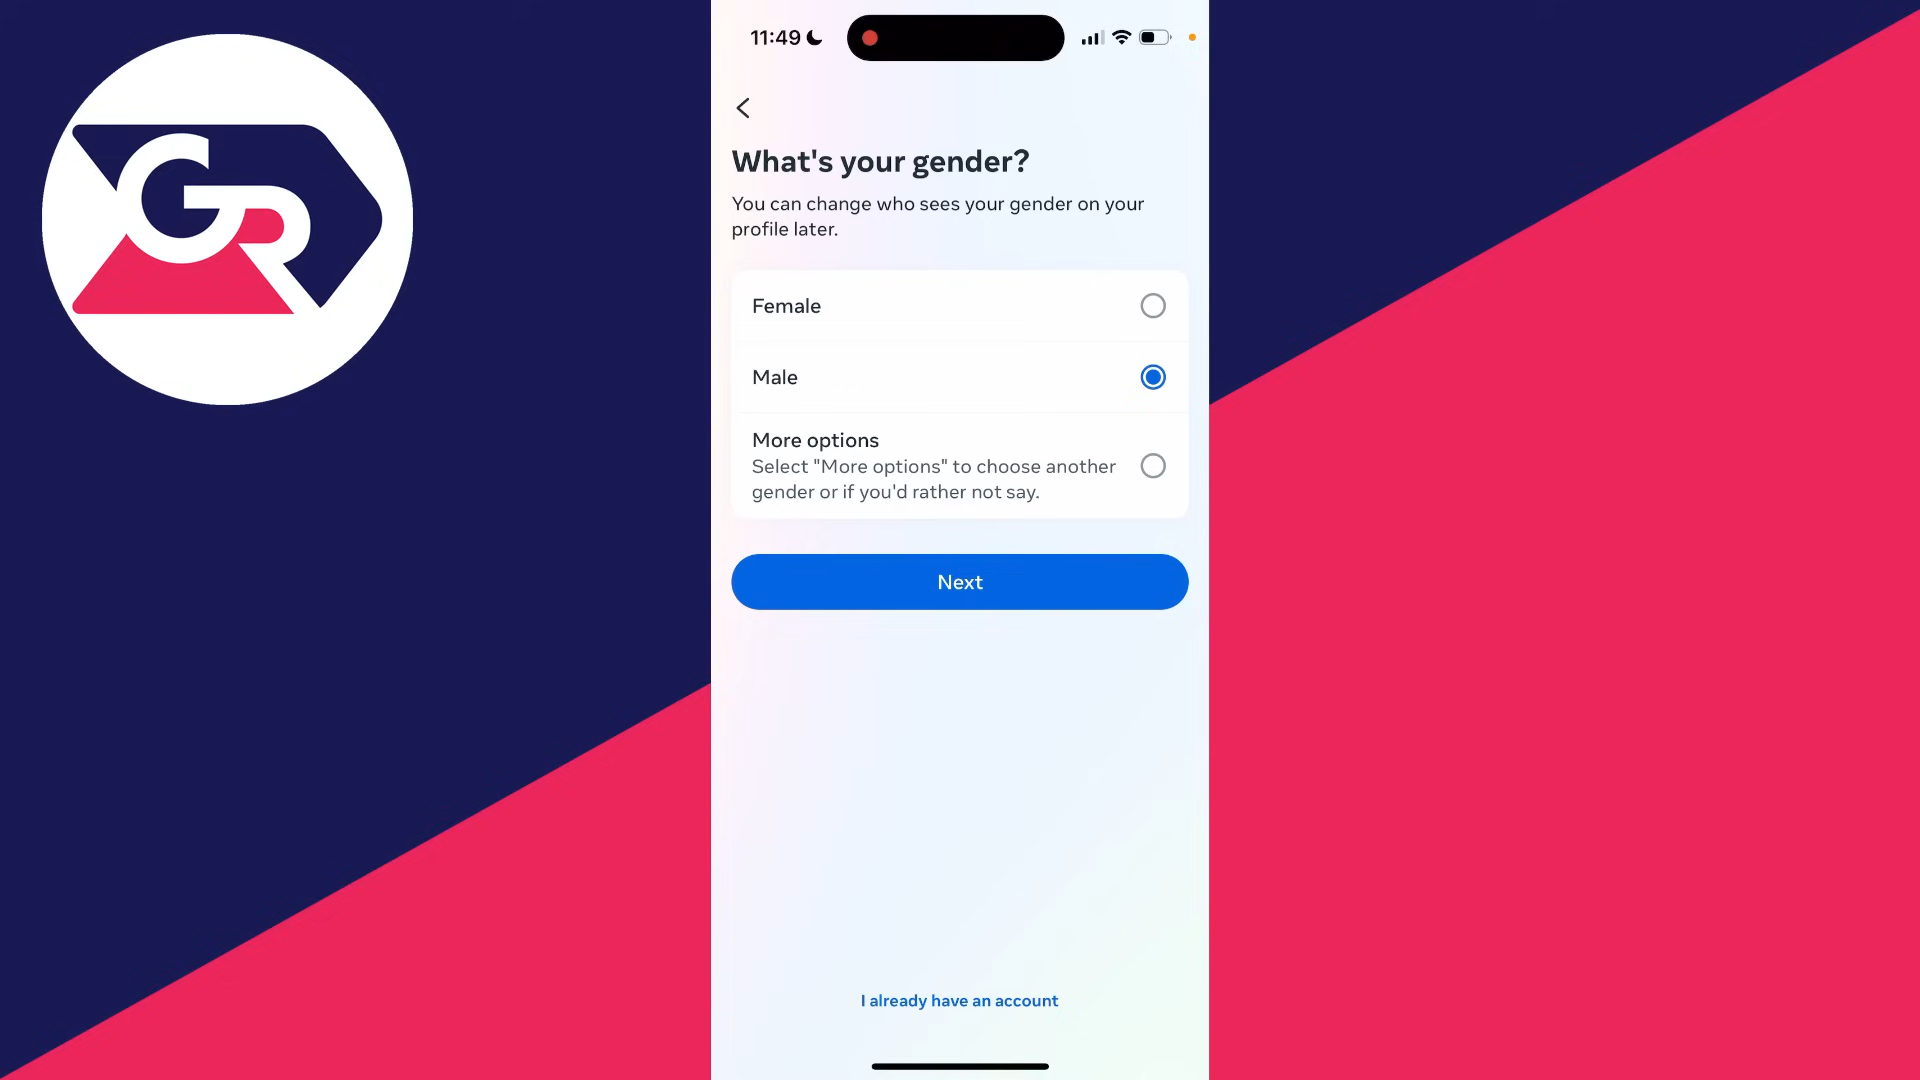 GR
11:49
What's your gender?
You can change who sees your gender on your
profile later.
Female
Male
More options
Select "More options" to choose another
gender or if you'd rather not say.
Next
I already have an account